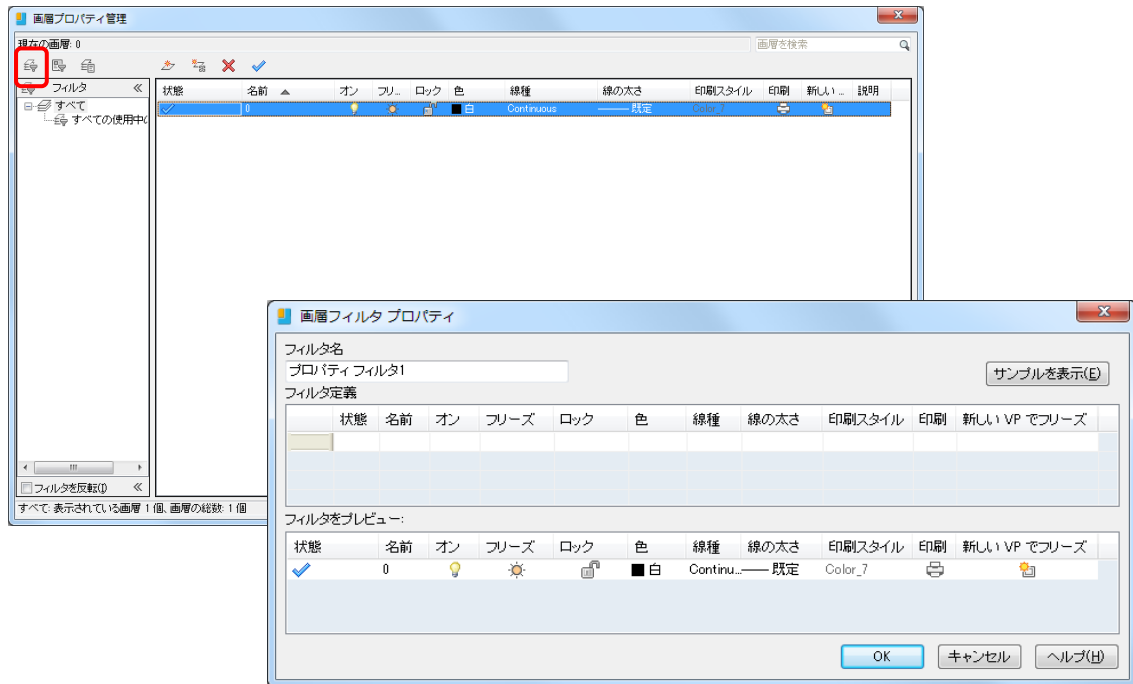 画層プロパティ管理
現在の画層: 0
画層を検索
フィルタ
状態 名前 オン フリ... ロック 色 線種 線の太さ 印刷スタイル 印刷 新しい ... 説明
すべて
0 白 Continuous 既定 Color_7
すべての使用中の
フィルタを反転(I)
すべて: 表示されている画層 1 個、画層の総数: 1 個
画層フィルタ プロパティ
フィルタ名
プロパティ フィルタ1
サンプルを表示(E)
フィルタ定義
状態 名前 オン フリーズ ロック 色 線種 線の太さ 印刷スタイル 印刷 新しい VP でフリーズ
フィルタをプレビュー:
状態 名前 オン フリーズ ロック 色 線種 線の太さ 印刷スタイル 印刷 新しい VP でフリーズ
0 白 Continu... 既定 Color_7
OK キャンセル ヘルプ(H)